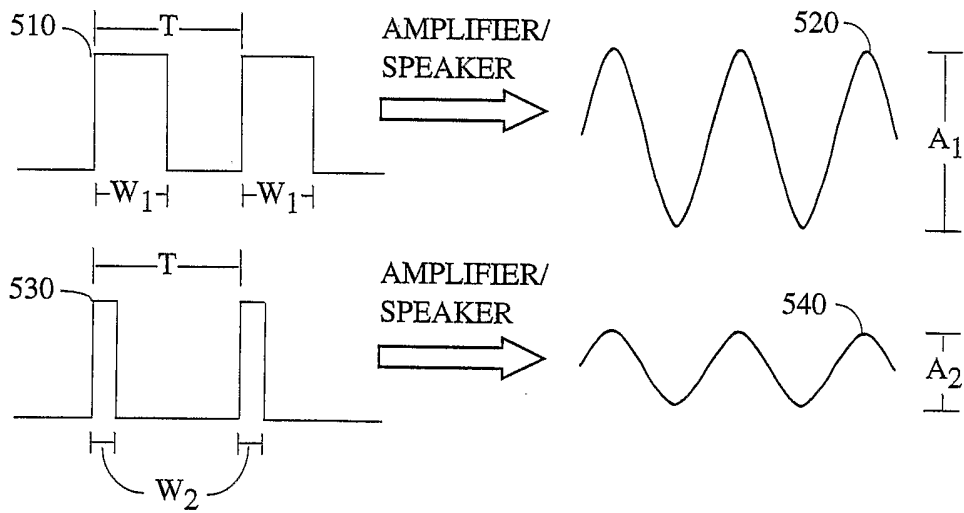 510
T
AMPLIFIER/
SPEAKER
520
A1
W1
W1
530
T
AMPLIFIER/
SPEAKER
540
A2
W2